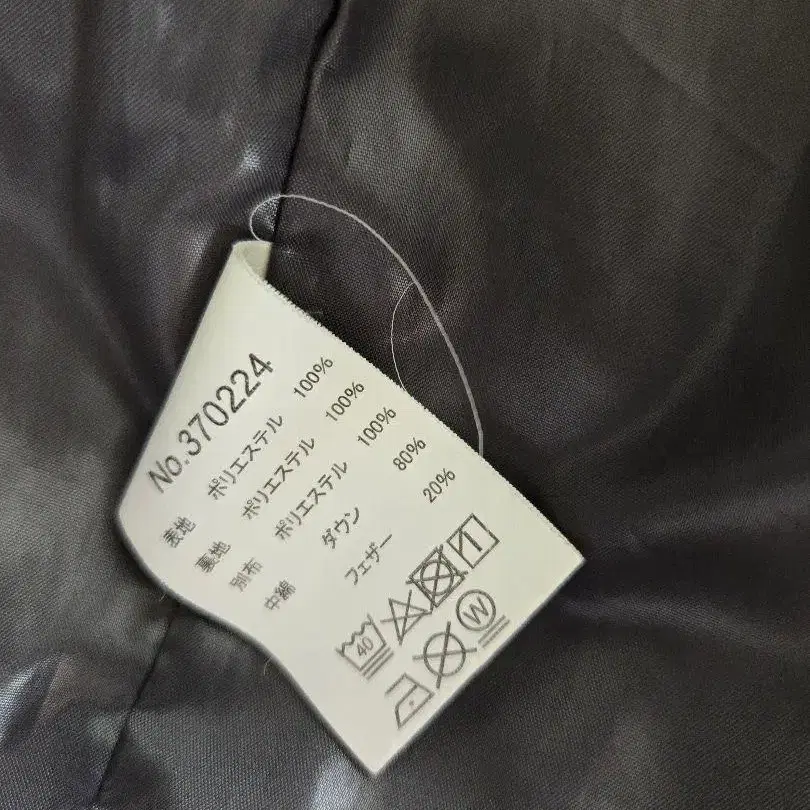 No.370224
表地 ポリエステル 100%
裏地 ポリエステル 100%
別布 ポリエステル 100%
中綿 ダウン 80%
フェザー 20%
40
W